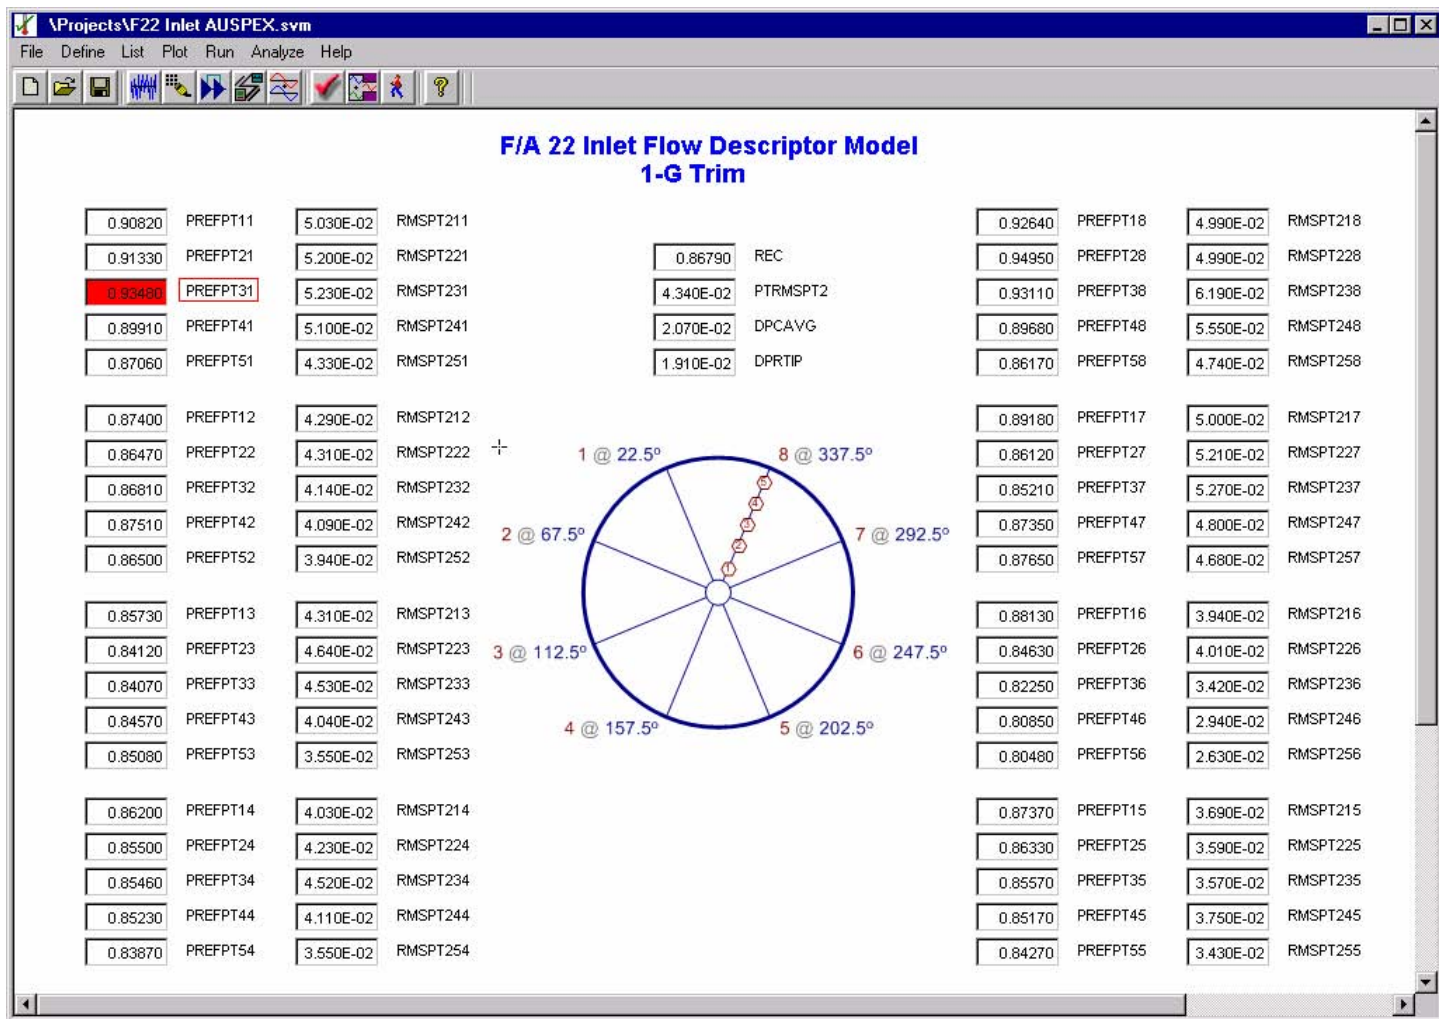 \Projects\F22 Inlet AUSPEX.svm
File Define List Plot Run Analyze Help
F/A 22 Inlet Flow Descriptor Model
1-G Trim
0.90820 PREFPT11 5.030E-02 RMSPT211
0.91330 PREFPT21 5.200E-02 RMSPT221
0.93480 PREFPT31 5.230E-02 RMSPT231
0.89910 PREFPT41 5.100E-02 RMSPT241
0.87060 PREFPT51 4.330E-02 RMSPT251
0.87400 PREFPT12 4.290E-02 RMSPT212
0.86470 PREFPT22 4.310E-02 RMSPT222
0.86810 PREFPT32 4.140E-02 RMSPT232
0.87510 PREFPT42 4.090E-02 RMSPT242
0.86500 PREFPT52 3.940E-02 RMSPT252
0.85730 PREFPT13 4.310E-02 RMSPT213
0.84120 PREFPT23 4.640E-02 RMSPT223
0.84070 PREFPT33 4.530E-02 RMSPT233
0.84570 PREFPT43 4.040E-02 RMSPT243
0.85080 PREFPT53 3.550E-02 RMSPT253
0.86200 PREFPT14 4.030E-02 RMSPT214
0.85500 PREFPT24 4.230E-02 RMSPT224
0.85460 PREFPT34 4.520E-02 RMSPT234
0.85230 PREFPT44 4.110E-02 RMSPT244
0.83870 PREFPT54 3.550E-02 RMSPT254
0.86790 REC
4.340E-02 PTRMSPT2
2.070E-02 DPCAVG
1.910E-02 DPRTIP
1 @ 22.5º
8 @ 337.5º
2 @ 67.5º
7 @ 292.5º
3 @ 112.5º
6 @ 247.5º
4 @ 157.5º
5 @ 202.5º
5
4
3
2
1
0.92640 PREFPT18 4.990E-02 RMSPT218
0.94950 PREFPT28 4.990E-02 RMSPT228
0.93110 PREFPT38 6.190E-02 RMSPT238
0.89680 PREFPT48 5.550E-02 RMSPT248
0.86170 PREFPT58 4.740E-02 RMSPT258
0.89180 PREFPT17 5.000E-02 RMSPT217
0.86120 PREFPT27 5.210E-02 RMSPT227
0.85210 PREFPT37 5.270E-02 RMSPT237
0.87350 PREFPT47 4.800E-02 RMSPT247
0.87650 PREFPT57 4.680E-02 RMSPT257
0.88130 PREFPT16 3.940E-02 RMSPT216
0.84630 PREFPT26 4.010E-02 RMSPT226
0.82250 PREFPT36 3.420E-02 RMSPT236
0.80850 PREFPT46 2.940E-02 RMSPT246
0.80480 PREFPT56 2.630E-02 RMSPT256
0.87370 PREFPT15 3.690E-02 RMSPT215
0.86330 PREFPT25 3.590E-02 RMSPT225
0.85570 PREFPT35 3.570E-02 RMSPT235
0.85170 PREFPT45 3.750E-02 RMSPT245
0.84270 PREFPT55 3.430E-02 RMSPT255